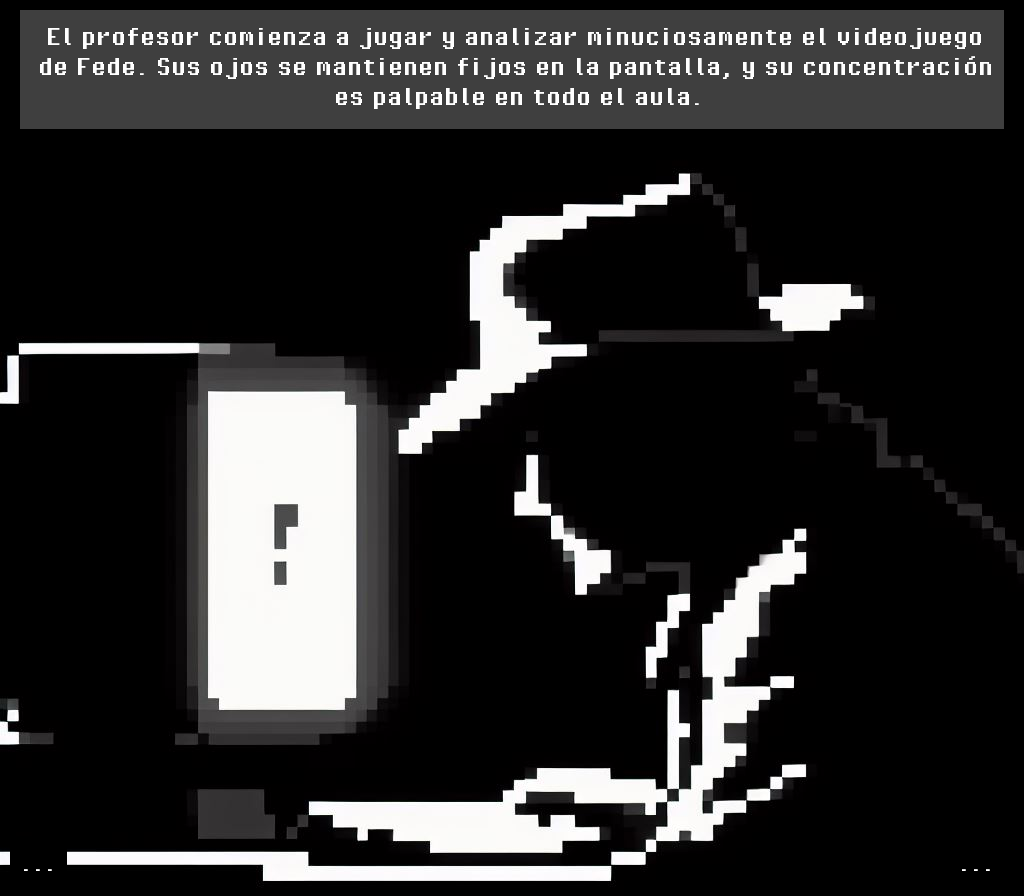 El profesor comienza a jugar y analizar minuciosamente el videojuego
de Fede. Sus ojos se mantienen fijos en la pantalla, y su concentración
es palpable en todo el aula.
...
...